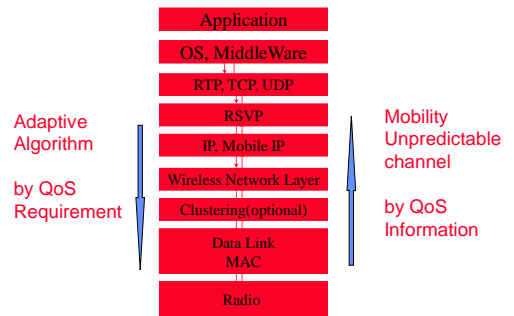 Application
OS, MiddleWare
RTP, TCP, UDP
RSVP
IP, Mobile IP
Wireless Network Layer
Clustering(optional)
Data Link
MAC
Radio
Adaptive
Algorithm
by QoS
Requirement
Mobility
Unpredictable
channel
by QoS
Information